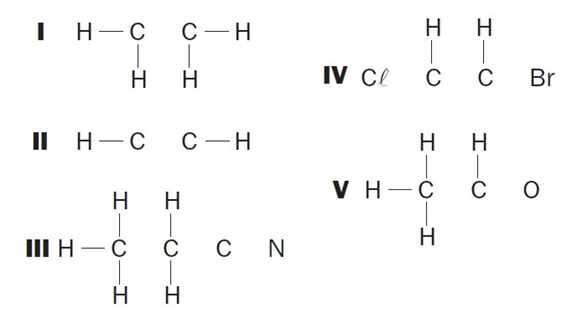 I H — C C — H
H H
II H — C C — H
H H
III H — C C C N
H H
H H
IV Cl C C Br
H H
V H — C C O
H